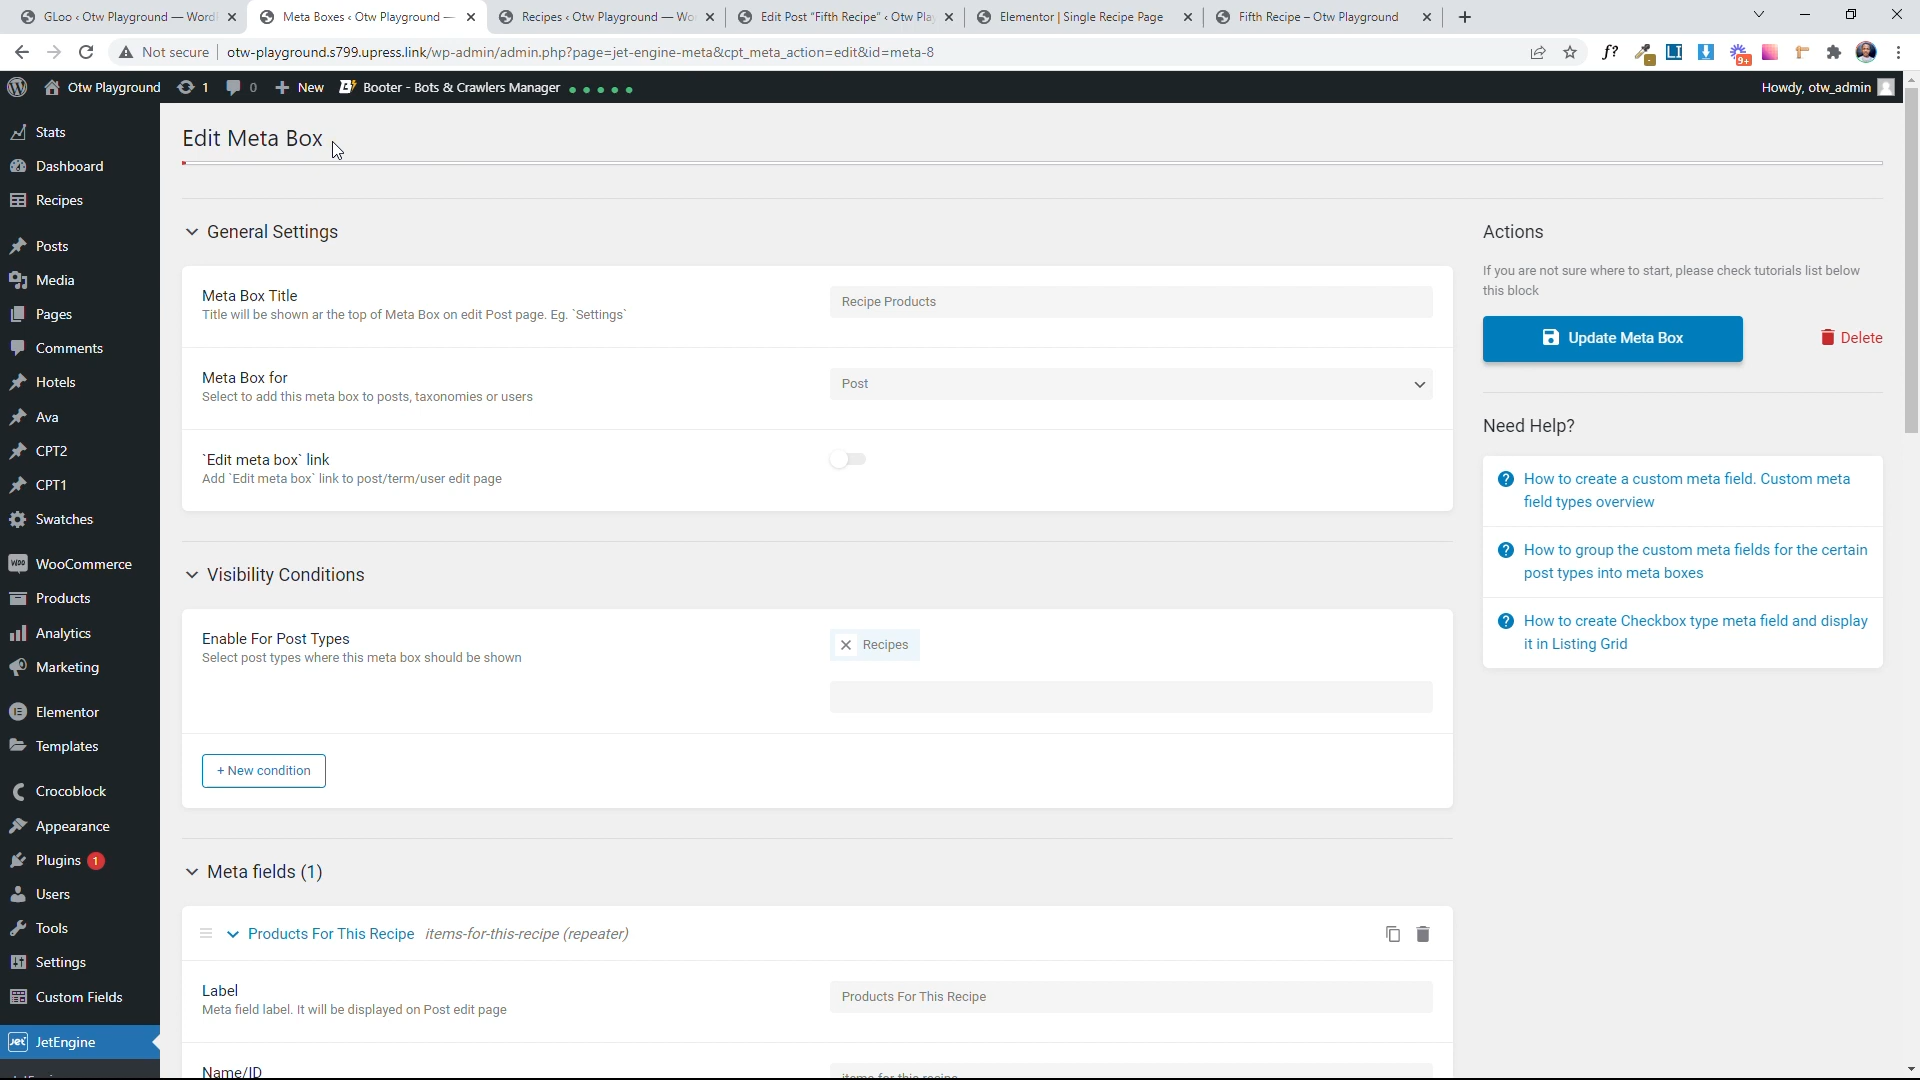 GLoo ‹ Otw Playground — Word
Meta Boxes ‹ Otw Playground —
Recipes ‹ Otw Playground — Wo
Edit Post "Fifth Recipe" ‹ Otw Pla
Elementor | Single Recipe Page
Fifth Recipe – Otw Playground
Not secure
otw-playground.s799.upress.link/wp-admin/admin.php?page=jet-engine-meta&cpt_meta_action=edit&id=meta-8
f?
9+
Otw Playground
1
0
New
Booter - Bots & Crawlers Manager
Howdy, otw_admin
Stats
Dashboard
Recipes
Posts
Media
Pages
Comments
Hotels
Ava
CPT2
CPT1
Swatches
WooCommerce
Products
Analytics
Marketing
Elementor
Templates
Crocoblock
Appearance
Plugins 1
Users
Tools
Settings
Custom Fields
JetEngine
Edit Meta Box
General Settings
Meta Box Title
Title will be shown ar the top of Meta Box on edit Post page. Eg. `Settings`
Recipe Products
Meta Box for
Select to add this meta box to posts, taxonomies or users
Post
`Edit meta box` link
Add `Edit meta box` link to post/term/user edit page
Visibility Conditions
Enable For Post Types
Select post types where this meta box should be shown
Recipes
+ New condition
Meta fields (1)
Products For This Recipe items-for-this-recipe (repeater)
Label
Meta field label. It will be displayed on Post edit page
Products For This Recipe
Name/ID
Actions
If you are not sure where to start, please check tutorials list below
this block
Update Meta Box
Delete
Need Help?
How to create a custom meta field. Custom meta
field types overview
How to group the custom meta fields for the certain
post types into meta boxes
How to create Checkbox type meta field and display
it in Listing Grid